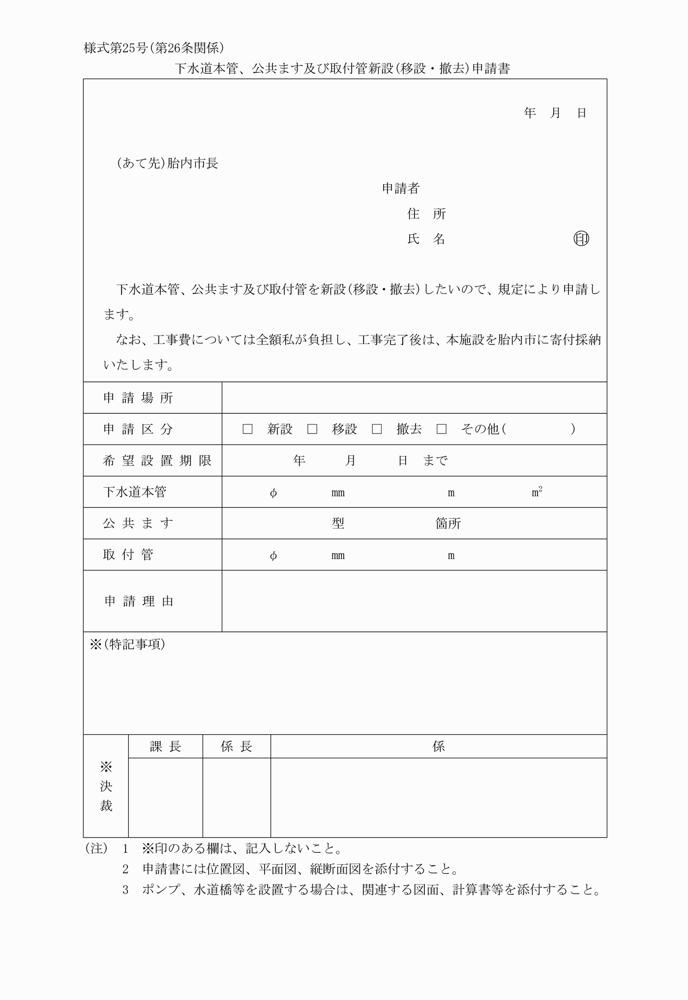 様式第25号(第26条関係)
下水道本管、公共ます及び取付管新設(移設・撤去)申請書
年　月　日
(あて先)胎内市長
申請者
住　所
氏　名　㊞
下水道本管、公共ます及び取付管を新設(移設・撤去)したいので、規定により申請し
ます。
なお、工事費については全額私が負担し、工事完了後は、本施設を胎内市に寄付採納
いたします。
申 請 場 所
申 請 区 分　□　新設　□　移設　□　撤去　□　その他(　　　　　)
希 望 設 置 期 限　年　月　日　まで
下水道本管　φ　㎜　m　m²
公 共 ま す　型　箇所
取 付 管　φ　㎜　m
申 請 理 由
※(特記事項)
※決裁　課 長　係 長　係
(注)　1　※印のある欄は、記入しないこと。
2　申請書には位置図、平面図、縦断面図を添付すること。
3　ポンプ、水道橋等を設置する場合は、関連する図面、計算書等を添付すること。